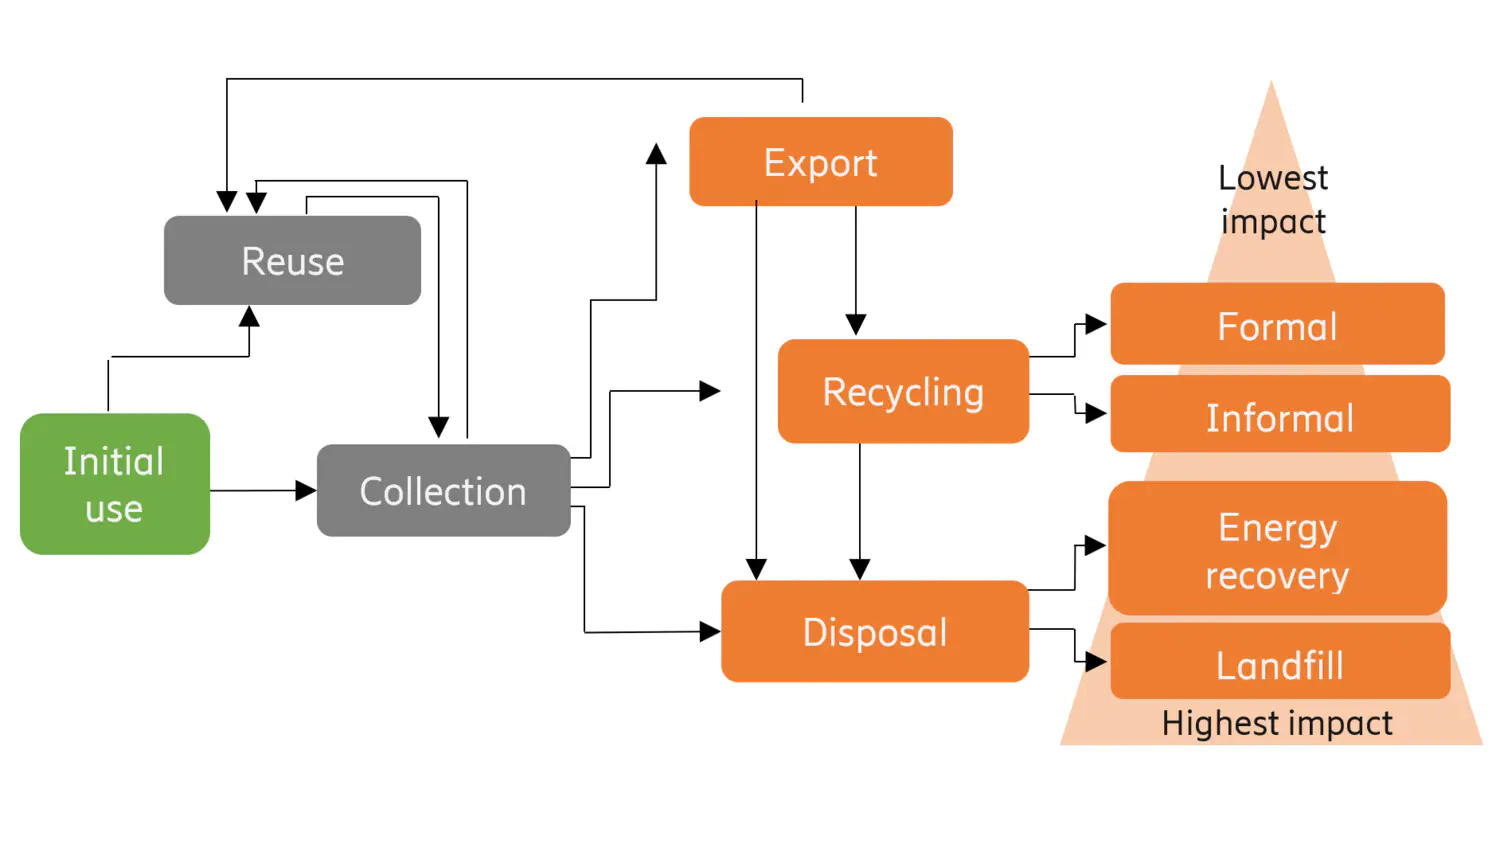 Export
Lowest
impact
Reuse
Formal
Recycling
Informal
Initial
use
Collection
Energy
recovery
Disposal
Landfill
Highest impact